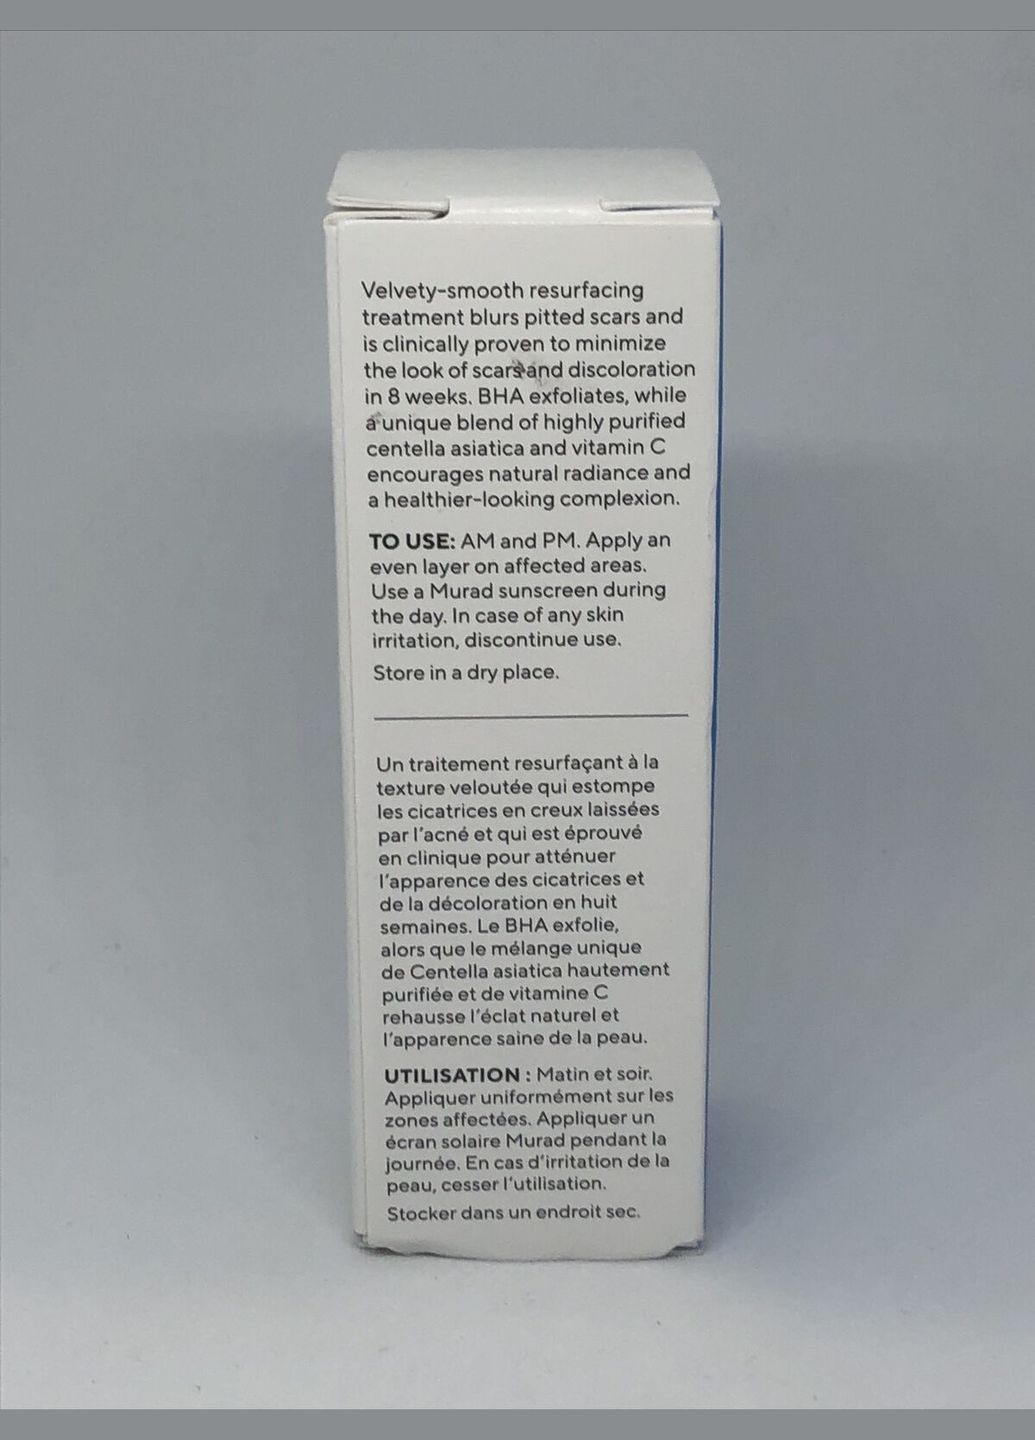 Velvety-smooth resurfacing
treatment blurs pitted scars and
is clinically proven to minimize
the look of scars and discoloration
in 8 weeks. BHA exfoliates, while
a unique blend of highly purified
centella asiatica and vitamin C
encourages natural radiance and
a healthier-looking complexion.
TO USE: AM and PM. Apply an
even layer on affected areas.
Use a Murad sunscreen during
the day. In case of any skin
irritation, discontinue use.
Store in a dry place.
Un traitement resurfaçant à la
texture veloutée qui estompe
les cicatrices en creux laissées
par l'acné et qui est éprouvé
en clinique pour atténuer
l'apparence des cicatrices et
de la décoloration en huit
semaines. Le BHA exfolie,
alors que le mélange unique
de Centella asiatica hautement
purifiée et de vitamine C
rehausse l'éclat naturel et
l'apparence saine de la peau.
UTILISATION : Matin et soir.
Appliquer uniformément sur les
zones affectées. Appliquer un
écran solaire Murad pendant la
journée. En cas d'irritation de la
peau, cesser l'utilisation.
Stocker dans un endroit sec.